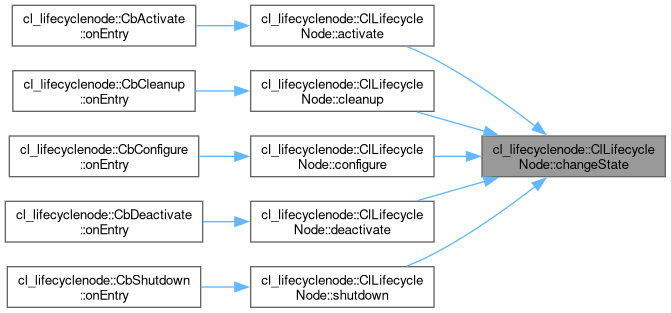 cl_lifecyclenode::CbActivate
::onEntry
cl_lifecyclenode::ClLifecycle
Node::activate
cl_lifecyclenode::CbCleanup
::onEntry
cl_lifecyclenode::ClLifecycle
Node::cleanup
cl_lifecyclenode::CbConfigure
::onEntry
cl_lifecyclenode::ClLifecycle
Node::configure
cl_lifecyclenode::ClLifecycle
Node::changeState
cl_lifecyclenode::CbDeactivate
::onEntry
cl_lifecyclenode::ClLifecycle
Node::deactivate
cl_lifecyclenode::CbShutdown
::onEntry
cl_lifecyclenode::ClLifecycle
Node::shutdown